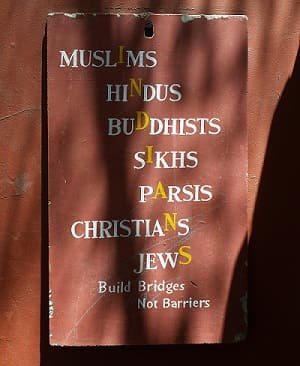 MUSLIMS
HINDUS
BUDDHISTS
SIKHS
PARSIS
CHRISTIANS
JEWS
Build Bridges
Not Barriers